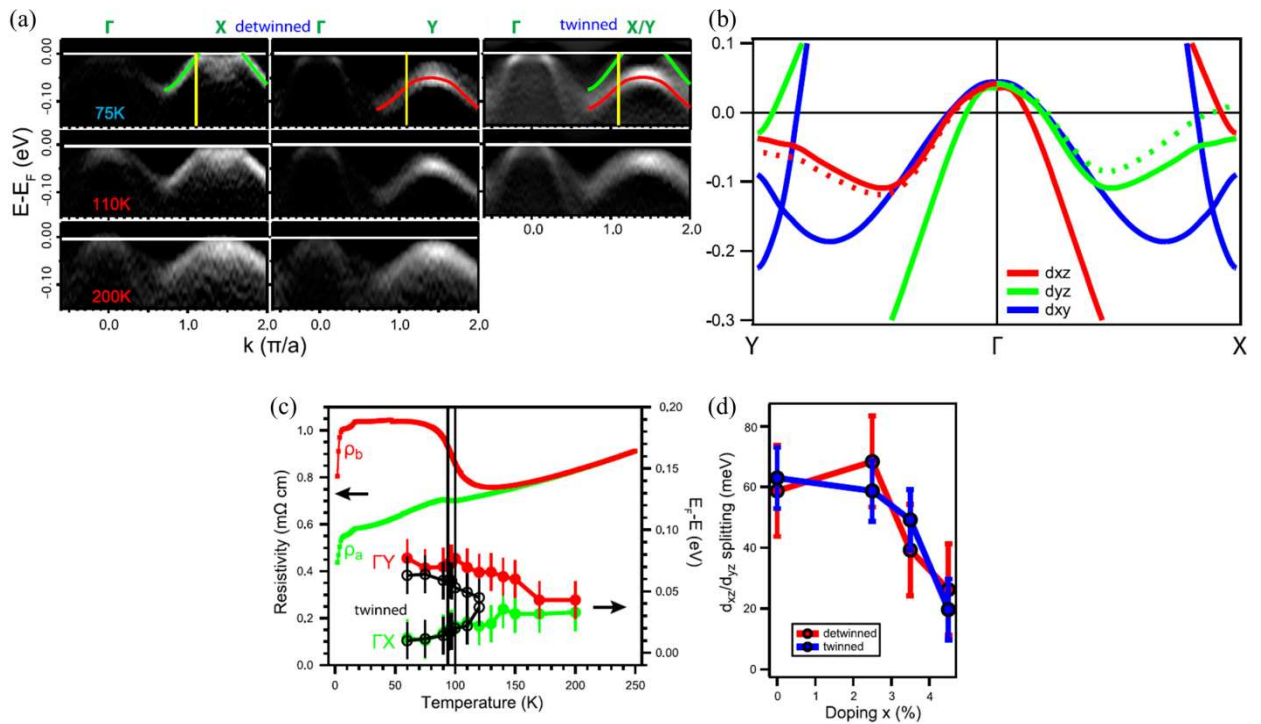 (a)
Γ X detwinned Γ Y twinned Γ X/Y
0.00
-0.10
75K
0.00
-0.10
110K
0.00
-0.10
200K
E-E_F (eV)
0.0 1.0 2.0
0.0 1.0 2.0
0.0 1.0 2.0
k (π/a)
(b)
0.1
0.0
-0.1
-0.2
-0.3
dxz
dyz
dxy
Y Γ X
(c)
Resistivity (mΩ cm)
1.0
0.8
0.6
0.4
0.2
0.0
ρ_b
ρ_a
ΓY
twinned
ΓX
0,20
0.15
0.10
0.05
0.00
E_F-E (eV)
0 50 100 150 200 250
Temperature (K)
(d)
d_xz/d_yz splitting (meV)
80
60
40
20
0
detwinned
twinned
0 1 2 3 4
Doping x (%)